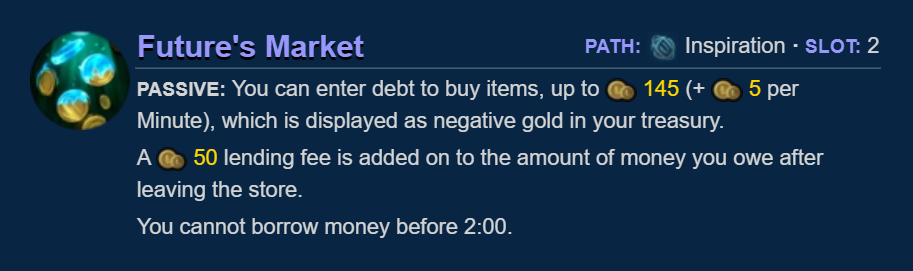 Future's Market PATH: Inspiration · SLOT: 2
PASSIVE: You can enter debt to buy items, up to 145 (+ 5 per
Minute), which is displayed as negative gold in your treasury.
A 50 lending fee is added on to the amount of money you owe after
leaving the store.
You cannot borrow money before 2:00.